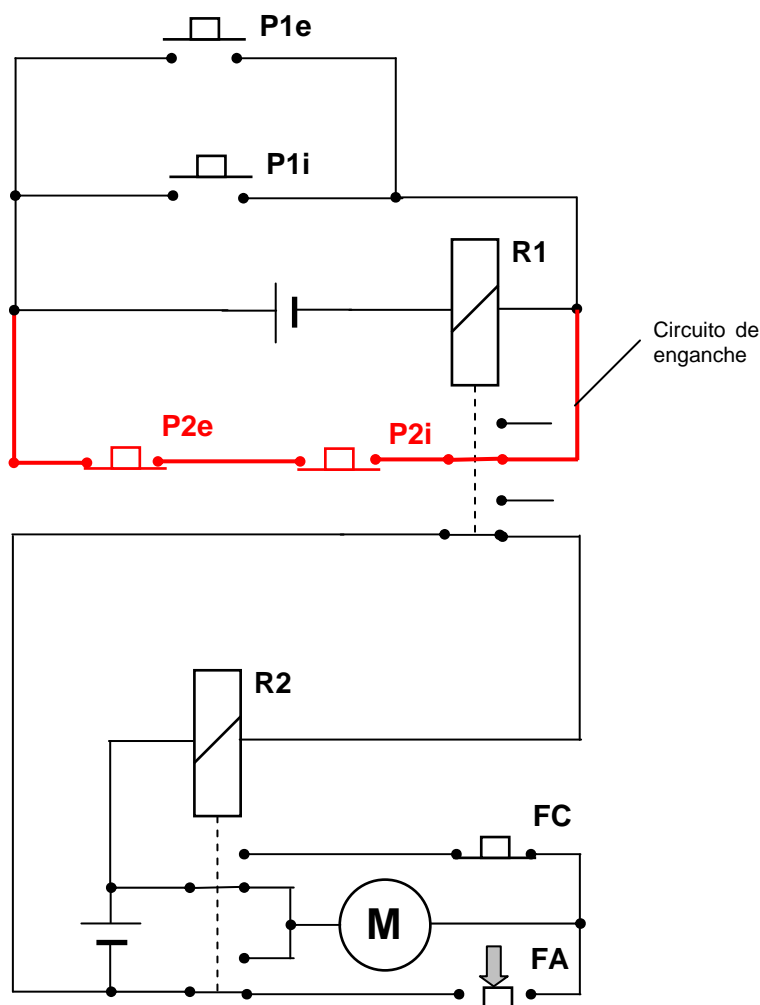 P1e
P1i
R1
Circuito de
enganche
P2e
P2i
R2
FC
M
FA